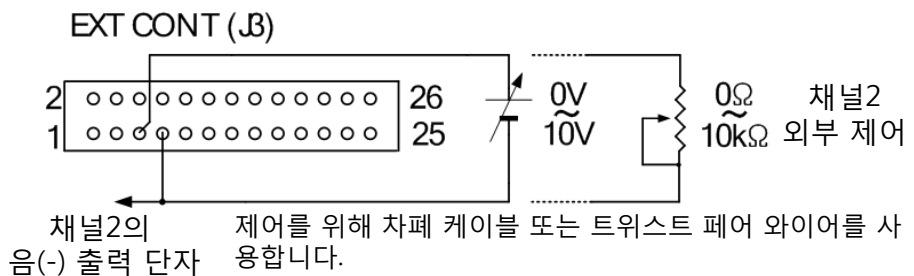 EXT CONT (J3)
2 26
1 25
0V
~
10V
0Ω
~
10kΩ
채널2
외부 제어
채널2의
음(-) 출력 단자
제어를 위해 차폐 케이블 또는 트위스트 페어 와이어를 사
용합니다.